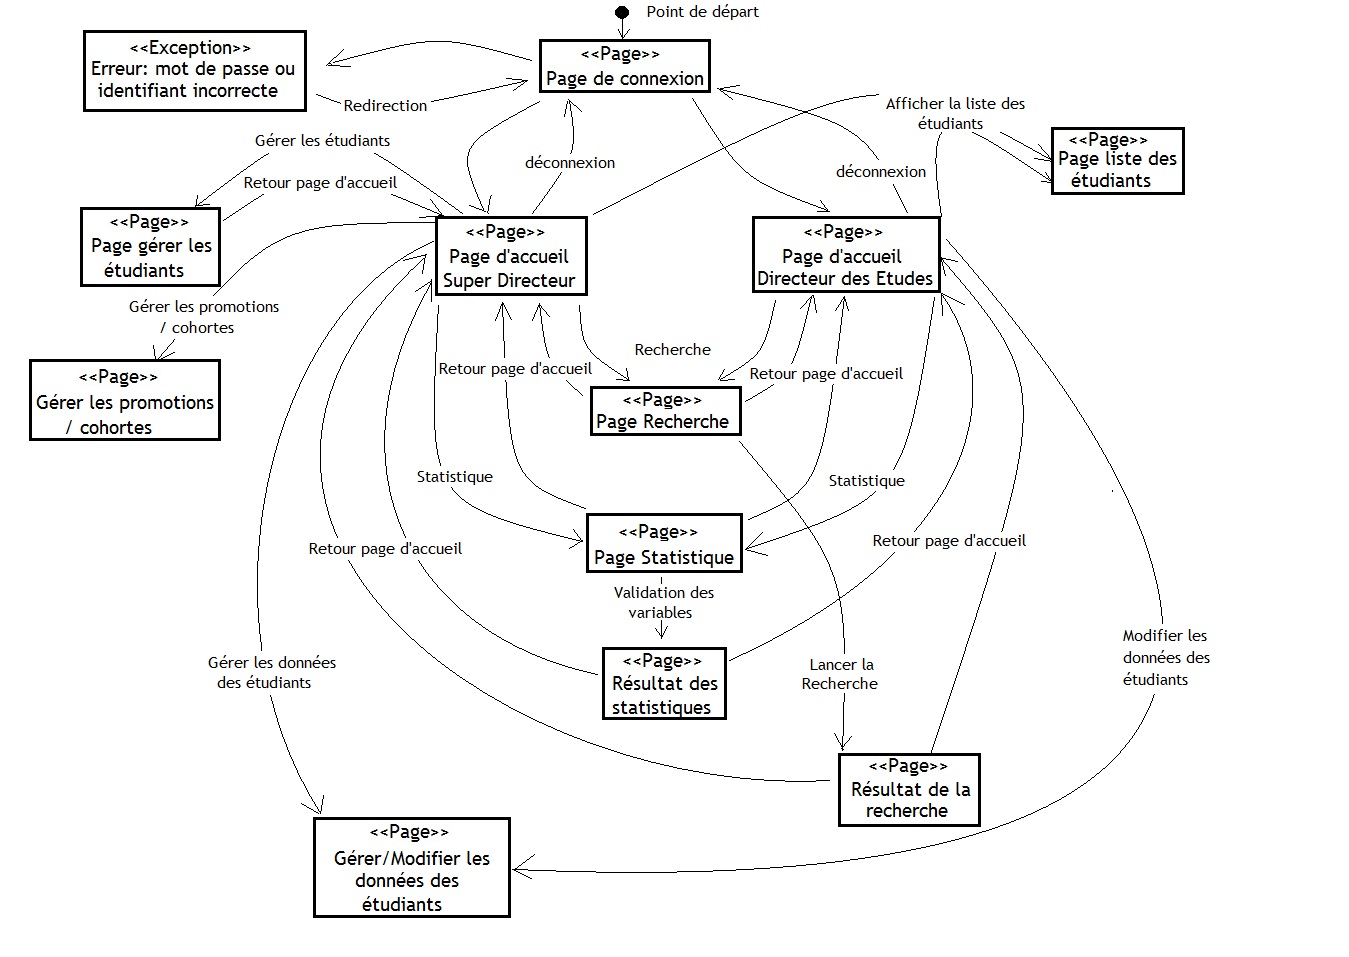 Point de départ
<<Exception>>
Erreur: mot de passe ou
identifiant incorrecte
<<Page>>
Page de connexion
Redirection
Afficher la liste des
étudiants
Gérer les étudiants
<<Page>>
Page liste des
étudiants
déconnexion
déconnexion
Retour page d'accueil
<<Page>>
Page gérer les
étudiants
<<Page>>
Page d'accueil
Super Directeur
<<Page>>
Page d'accueil
Directeur des Etudes
Gérer les promotions
/ cohortes
Recherche
<<Page>>
Gérer les promotions
/ cohortes
Retour page d'accueil
Retour page d'accueil
<<Page>>
Page Recherche
Statistique
Statistique
<<Page>>
Page Statistique
Retour page d'accueil
Retour page d'accueil
Validation des
variables
Gérer les données
des étudiants
<<Page>>
Résultat des
statistiques
Lancer la
Recherche
Modifier les
données des
étudiants
<<Page>>
Résultat de la
recherche
<<Page>>
Gérer/Modifier les
données des
étudiants